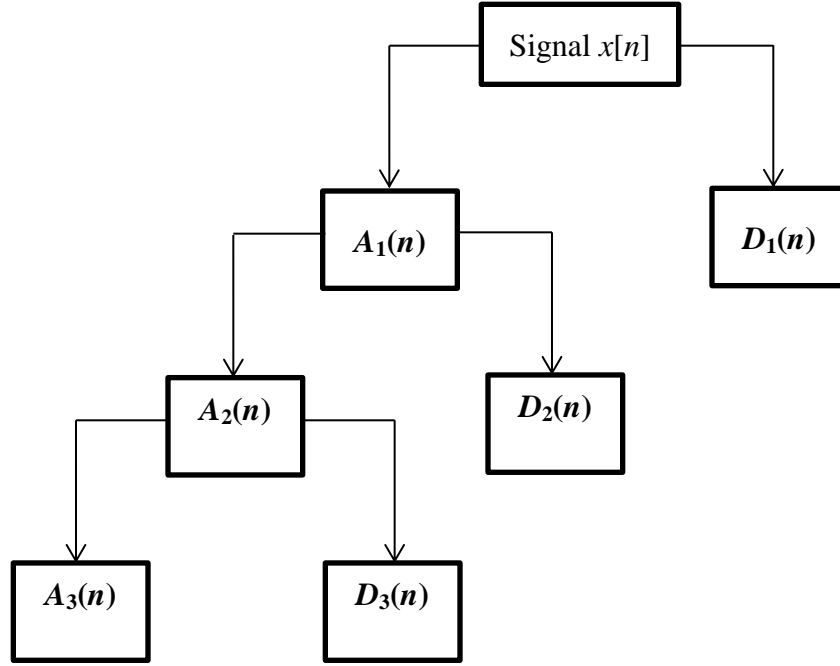 Signal x[n]
A₁(n)
D₁(n)
A₂(n)
D₂(n)
A₃(n)
D₃(n)